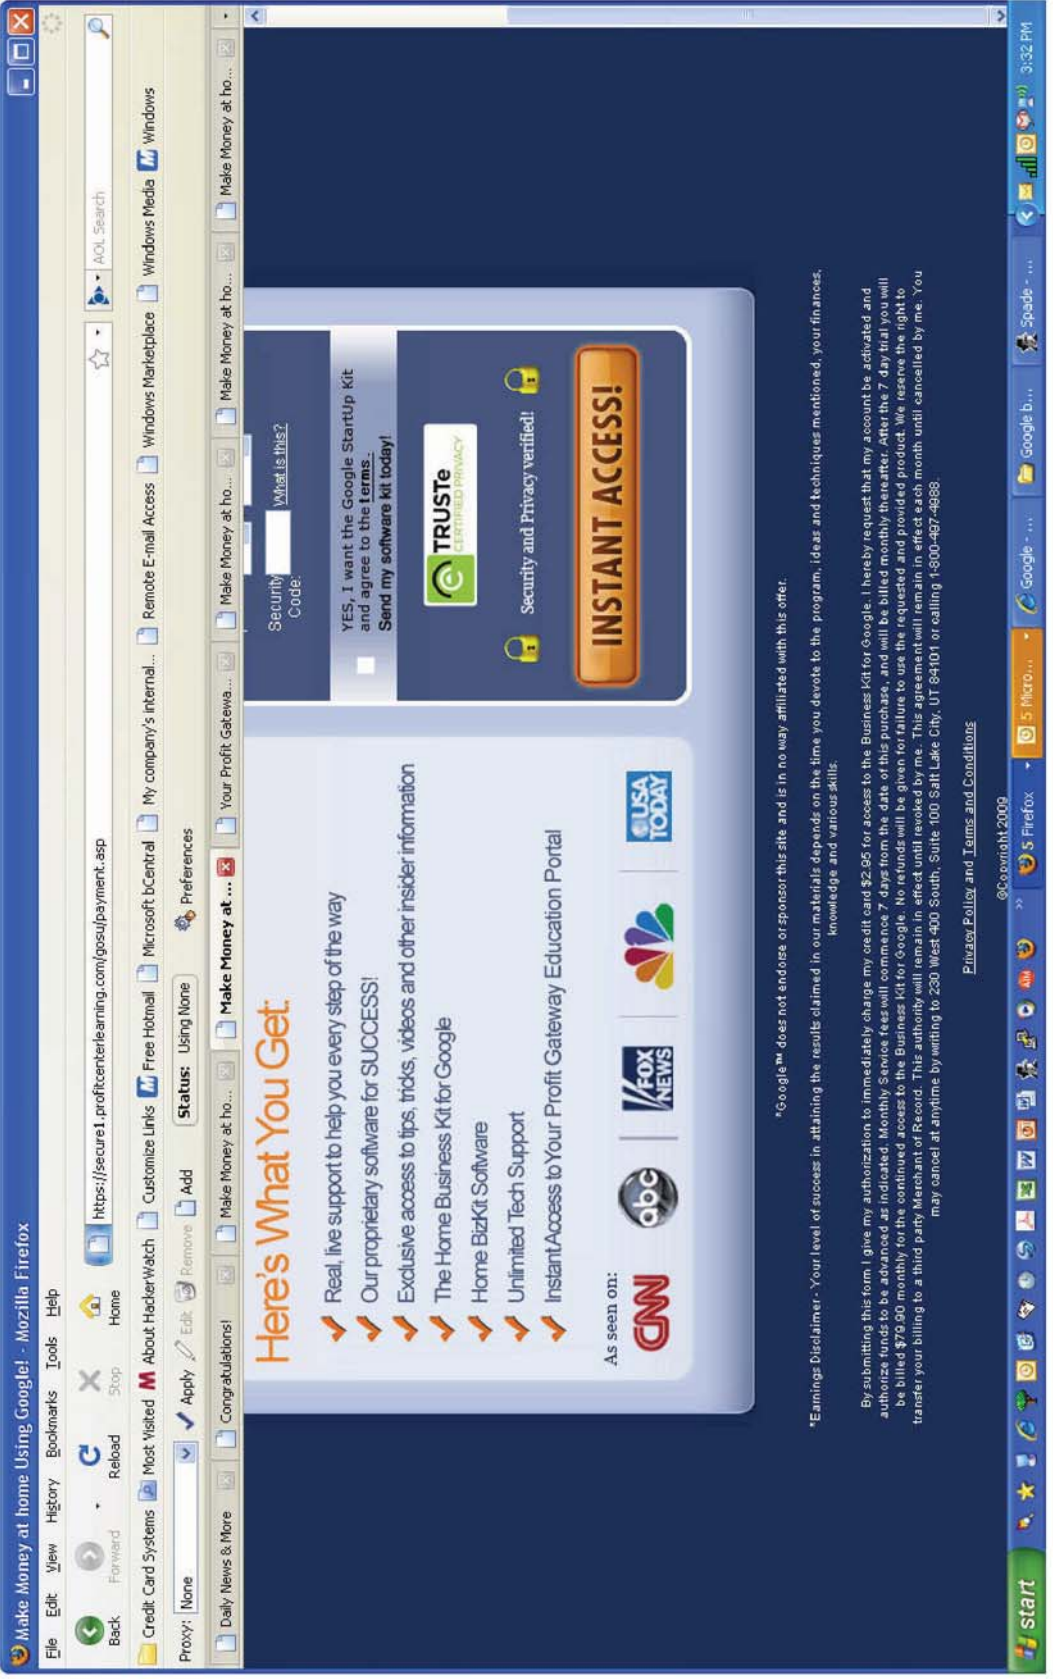 Make Money at home Using Google! - Mozilla Firefox
File Edit View History Bookmarks Tools Help
Back Forward Reload Stop Home
https://secure1.profitcenterlearning.com/gosu/payment.asp
AOL Search
Credit Card Systems Most Visited M About HackerWatch Customize Links Free Hotmail Microsoft bCentral My company's internal... Remote E-mail Access Windows Marketplace Windows Media Windows
Proxy: None Apply Edit Remove Add Status: Using None Preferences
Daily News & More Congratulations! Make Money at ho... Make Money at ... Your Profit Gatewa... Make Money at ho... Make Money at ho... Make Money at ho... Make Money at ho...
Here's What You Get:
Real, live support to help you every step of the way
Our proprietary software for SUCCESS!
Exclusive access to tips, tricks, videos and other insider information
The Home Business Kit for Google
Home BizKit Software
Unlimited Tech Support
Instant Access to Your Profit Gateway Education Portal
As seen on:
CNN abc FOX NEWS USA TODAY
Security Code: What is this?
YES, I want the Google StartUp Kit
and agree to the terms.
Send my software kit today!
TRUSTe
CERTIFIED PRIVACY
Security and Privacy verified!
INSTANT ACCESS!
*Google™ does not endorse or sponsor this site and is in no way affiliated with this offer.
*Earnings Disclaimer - Your level of success in attaining the results claimed in our materials depends on the time you devote to the program, ideas and techniques mentioned, your finances,
knowledge and various skills.
By submitting this form I give my authorization to immediately charge my credit card $2.95 for access to the Business Kit for Google. I hereby request that my account be activated and
authorize funds to be advanced as indicated. Monthly Service fees will commence 7 days from the date of this purchase, and will be billed monthly thereafter. After the 7 day trial you will
be billed $79.90 monthly for the continued access to the Business Kit for Google. No refunds will be given for failure to use the requested and provided product. We reserve the right to
transfer your billing to a third party Merchant of Record. This authority will remain in effect until revoked by me. This agreement will remain in effect each month until cancelled by me. You
may cancel at anytime by writing to 230 West 400 South, Suite 100 Salt Lake City, UT 84101 or calling 1-800-497-4988.
Privacy Policy and Terms and Conditions
©Copyright 2009
start 5 Firefox 5 Micro... Google - ... Google b... Spade - ... 3:32 PM